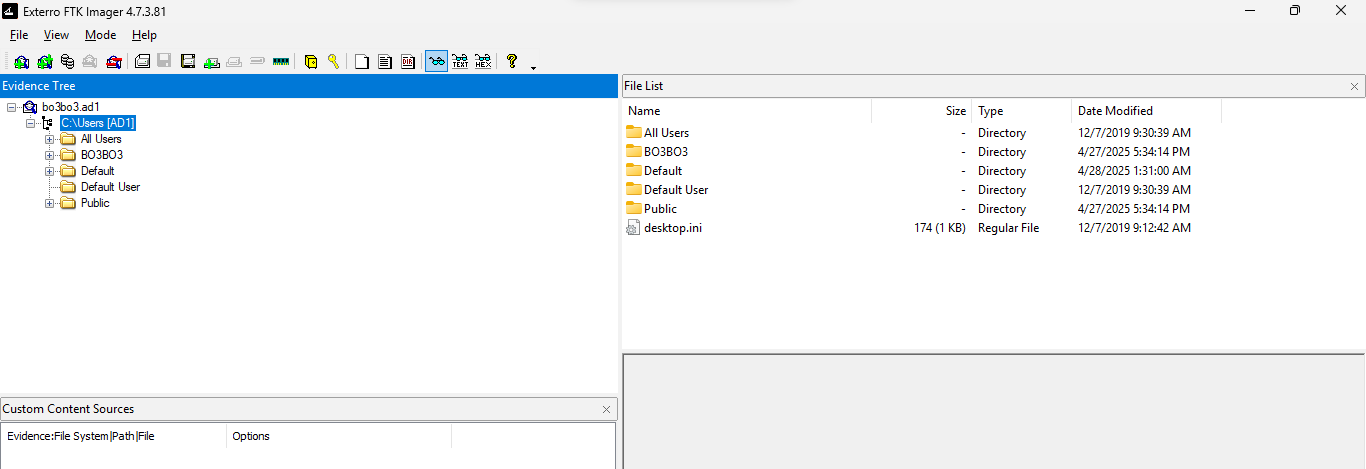 Exterro FTK Imager 4.7.3.81
File View Mode Help
TEXT HEX
Evidence Tree
bo3bo3.ad1
C:\Users [AD1]
All Users
BO3BO3
Default
Default User
Public
File List
Name Size Type Date Modified
All Users - Directory 12/7/2019 9:30:39 AM
BO3BO3 - Directory 4/27/2025 5:34:14 PM
Default - Directory 4/28/2025 1:31:00 AM
Default User - Directory 12/7/2019 9:30:39 AM
Public - Directory 4/27/2025 5:34:14 PM
desktop.ini 174 (1 KB) Regular File 12/7/2019 9:12:42 AM
Custom Content Sources
Evidence:File System|Path|File Options